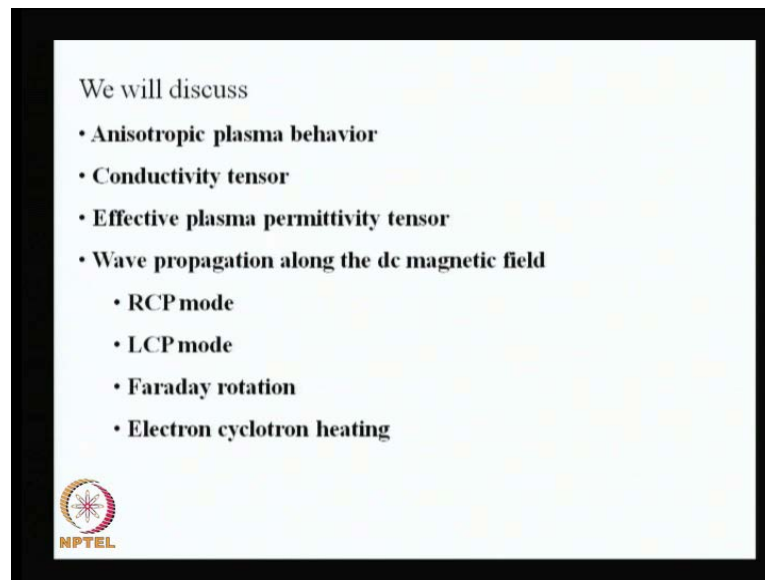 We will discuss
• Anisotropic plasma behavior
• Conductivity tensor
• Effective plasma permittivity tensor
• Wave propagation along the dc magnetic field
• RCP mode
• LCP mode
• Faraday rotation
• Electron cyclotron heating
NPTEL